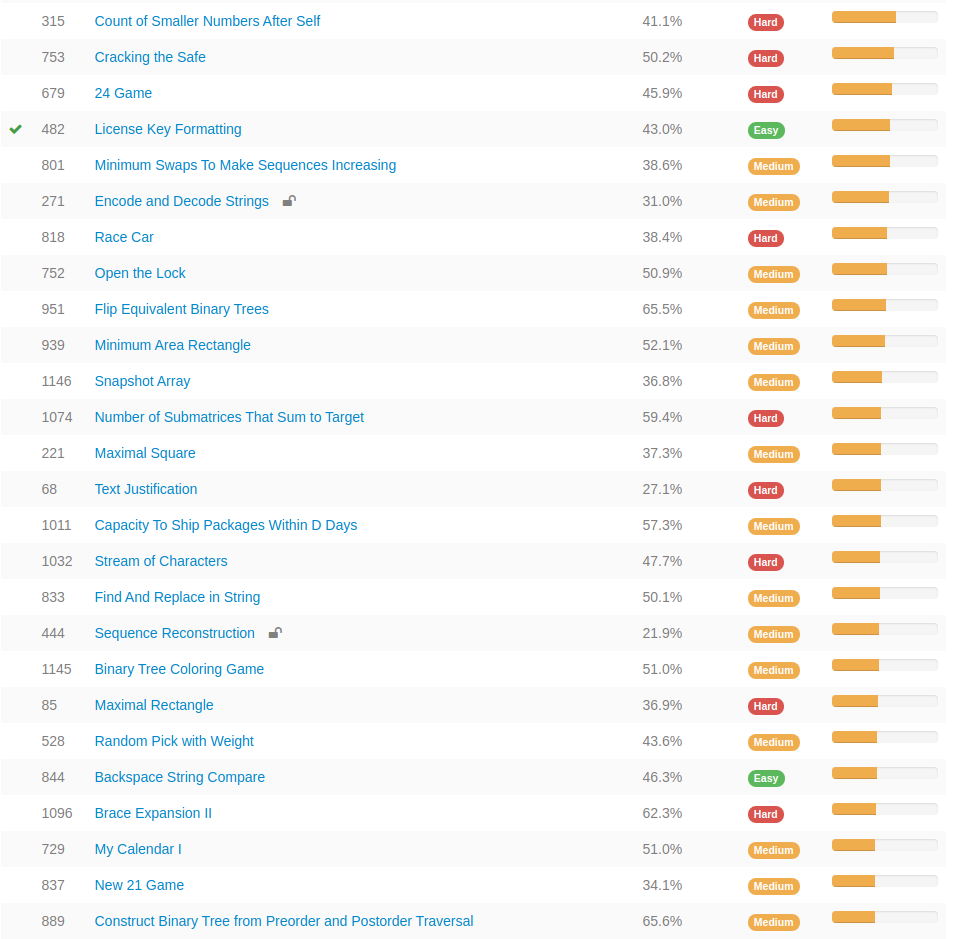 315 Count of Smaller Numbers After Self 41.1% Hard
753 Cracking the Safe 50.2% Hard
679 24 Game 45.9% Hard
482 License Key Formatting 43.0% Easy
801 Minimum Swaps To Make Sequences Increasing 38.6% Medium
271 Encode and Decode Strings 31.0% Medium
818 Race Car 38.4% Hard
752 Open the Lock 50.9% Medium
951 Flip Equivalent Binary Trees 65.5% Medium
939 Minimum Area Rectangle 52.1% Medium
1146 Snapshot Array 36.8% Medium
1074 Number of Submatrices That Sum to Target 59.4% Hard
221 Maximal Square 37.3% Medium
68 Text Justification 27.1% Hard
1011 Capacity To Ship Packages Within D Days 57.3% Medium
1032 Stream of Characters 47.7% Hard
833 Find And Replace in String 50.1% Medium
444 Sequence Reconstruction 21.9% Medium
1145 Binary Tree Coloring Game 51.0% Medium
85 Maximal Rectangle 36.9% Hard
528 Random Pick with Weight 43.6% Medium
844 Backspace String Compare 46.3% Easy
1096 Brace Expansion II 62.3% Hard
729 My Calendar I 51.0% Medium
837 New 21 Game 34.1% Medium
889 Construct Binary Tree from Preorder and Postorder Traversal 65.6% Medium